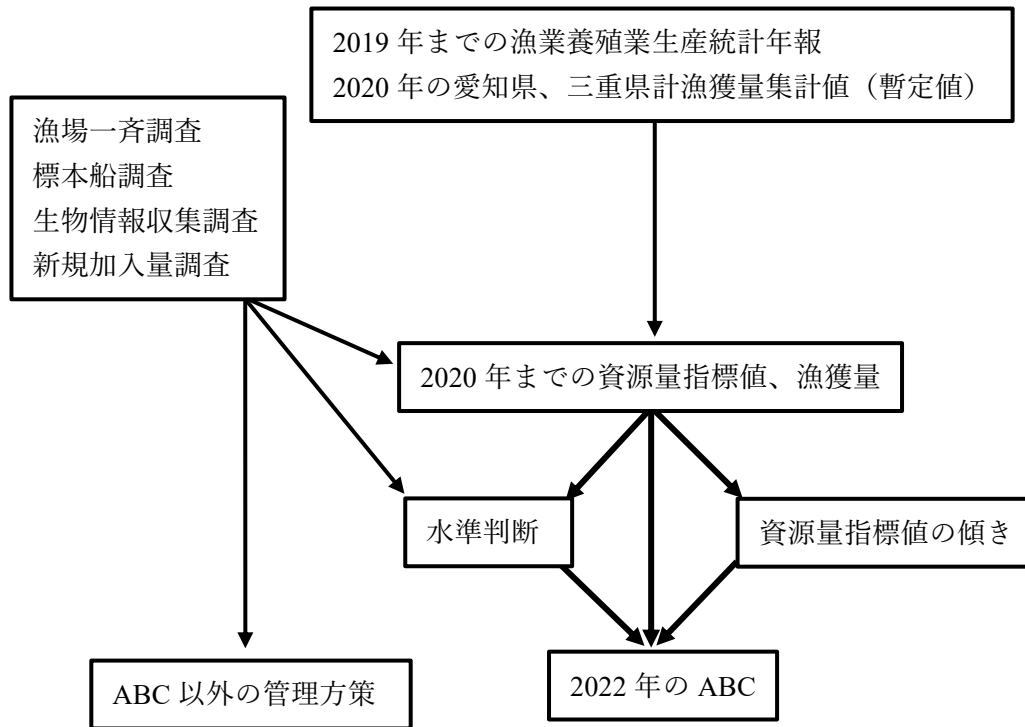 2019 年までの漁業養殖業生産統計年報
2020 年の愛知県、三重県計漁獲量集計値（暫定値）
漁場一斉調査
標本船調査
生物情報収集調査
新規加入量調査
2020 年までの資源量指標値、漁獲量
水準判断
資源量指標値の傾き
ABC 以外の管理方策
2022 年の ABC